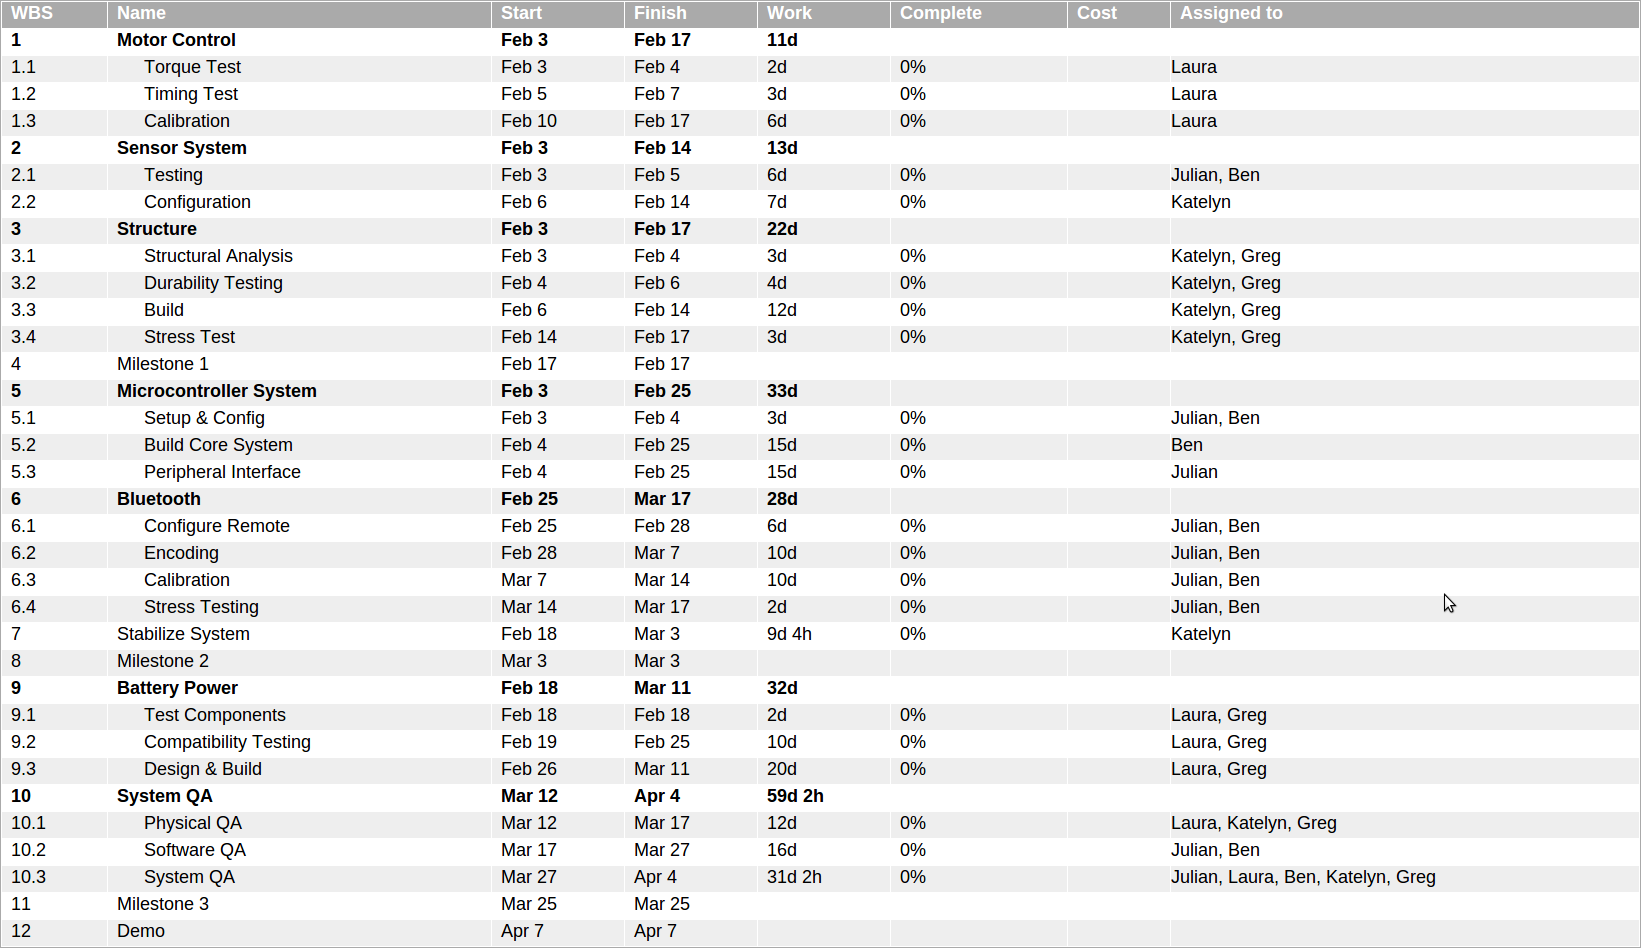 WBS Name Start Finish Work Complete Cost Assigned to
1 Motor Control Feb 3 Feb 17 11d
1.1 Torque Test Feb 3 Feb 4 2d 0% Laura
1.2 Timing Test Feb 5 Feb 7 3d 0% Laura
1.3 Calibration Feb 10 Feb 17 6d 0% Laura
2 Sensor System Feb 3 Feb 14 13d
2.1 Testing Feb 3 Feb 5 6d 0% Julian, Ben
2.2 Configuration Feb 6 Feb 14 7d 0% Katelyn
3 Structure Feb 3 Feb 17 22d
3.1 Structural Analysis Feb 3 Feb 4 3d 0% Katelyn, Greg
3.2 Durability Testing Feb 4 Feb 6 4d 0% Katelyn, Greg
3.3 Build Feb 6 Feb 14 12d 0% Katelyn, Greg
3.4 Stress Test Feb 14 Feb 17 3d 0% Katelyn, Greg
4 Milestone 1 Feb 17 Feb 17
5 Microcontroller System Feb 3 Feb 25 33d
5.1 Setup & Config Feb 3 Feb 4 3d 0% Julian, Ben
5.2 Build Core System Feb 4 Feb 25 15d 0% Ben
5.3 Peripheral Interface Feb 4 Feb 25 15d 0% Julian
6 Bluetooth Feb 25 Mar 17 28d
6.1 Configure Remote Feb 25 Feb 28 6d 0% Julian, Ben
6.2 Encoding Feb 28 Mar 7 10d 0% Julian, Ben
6.3 Calibration Mar 7 Mar 14 10d 0% Julian, Ben
6.4 Stress Testing Mar 14 Mar 17 2d 0% Julian, Ben
7 Stabilize System Feb 18 Mar 3 9d 4h 0% Katelyn
8 Milestone 2 Mar 3 Mar 3
9 Battery Power Feb 18 Mar 11 32d
9.1 Test Components Feb 18 Feb 18 2d 0% Laura, Greg
9.2 Compatibility Testing Feb 19 Feb 25 10d 0% Laura, Greg
9.3 Design & Build Feb 26 Mar 11 20d 0% Laura, Greg
10 System QA Mar 12 Apr 4 59d 2h
10.1 Physical QA Mar 12 Mar 17 12d 0% Laura, Katelyn, Greg
10.2 Software QA Mar 17 Mar 27 16d 0% Julian, Ben
10.3 System QA Mar 27 Apr 4 31d 2h 0% Julian, Laura, Ben, Katelyn, Greg
11 Milestone 3 Mar 25 Mar 25
12 Demo Apr 7 Apr 7